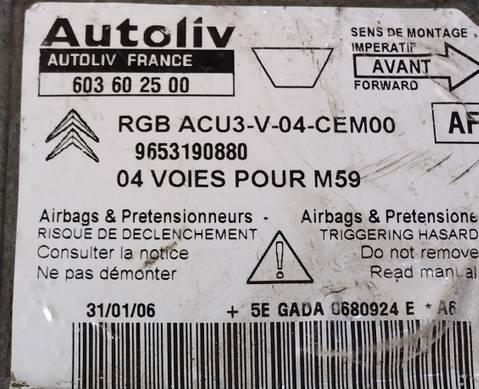 Autoliv
AUTOLIV FRANCE
603 60 25 00
SENS DE MONTAGE
IMPERATIF
AVANT
FORWARD
RGB ACU3-V-04-CEM00
9653190880
04 VOIES POUR M59
Airbags & Pretensionneurs -
RISQUE DE DECLENCHEMENT
Consulter la notice
Ne pas démonter
Airbags & Pretensione
TRIGGERING HASARD
Do not remove
Read manual
31/01/06 + 5E GADA 0680924 E * A6